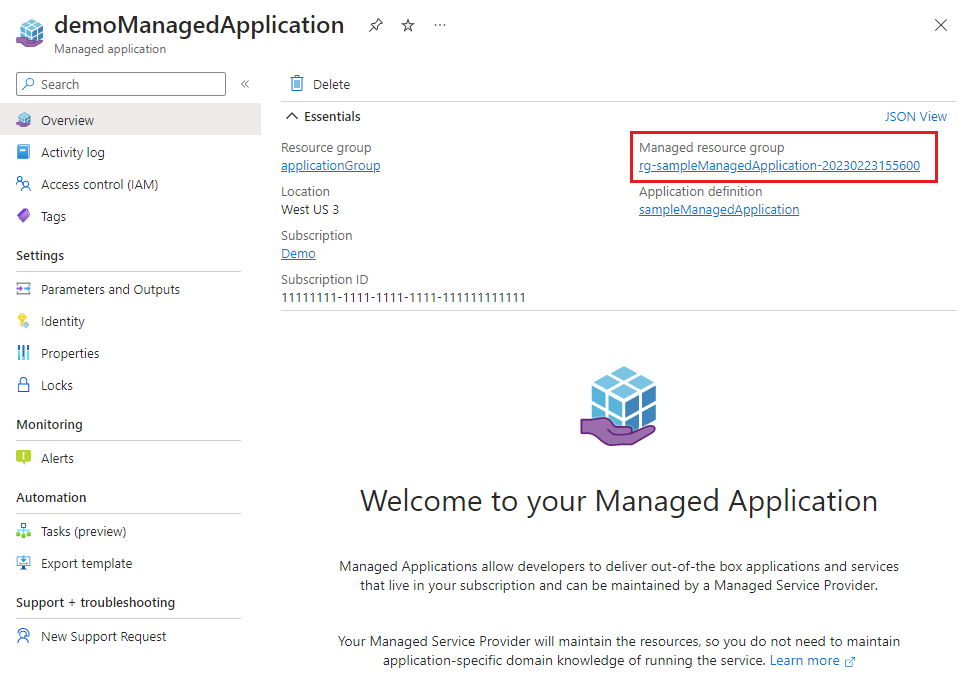 demoManagedApplication
Managed application
Search
Overview
Activity log
Access control (IAM)
Tags
Settings
Parameters and Outputs
Identity
Properties
Locks
Monitoring
Alerts
Automation
Tasks (preview)
Export template
Support + troubleshooting
New Support Request
Delete
Essentials
JSON View
Resource group
applicationGroup
Location
West US 3
Subscription
Demo
Subscription ID
11111111-1111-1111-1111-111111111111
Managed resource group
rg-sampleManagedApplication-20230223155600
Application definition
sampleManagedApplication
Welcome to your Managed Application
Managed Applications allow developers to deliver out-of-the box applications and services
that live in your subscription and can be maintained by a Managed Service Provider.
Your Managed Service Provider will maintain the resources, so you do not need to maintain
application-specific domain knowledge of running the service. Learn more